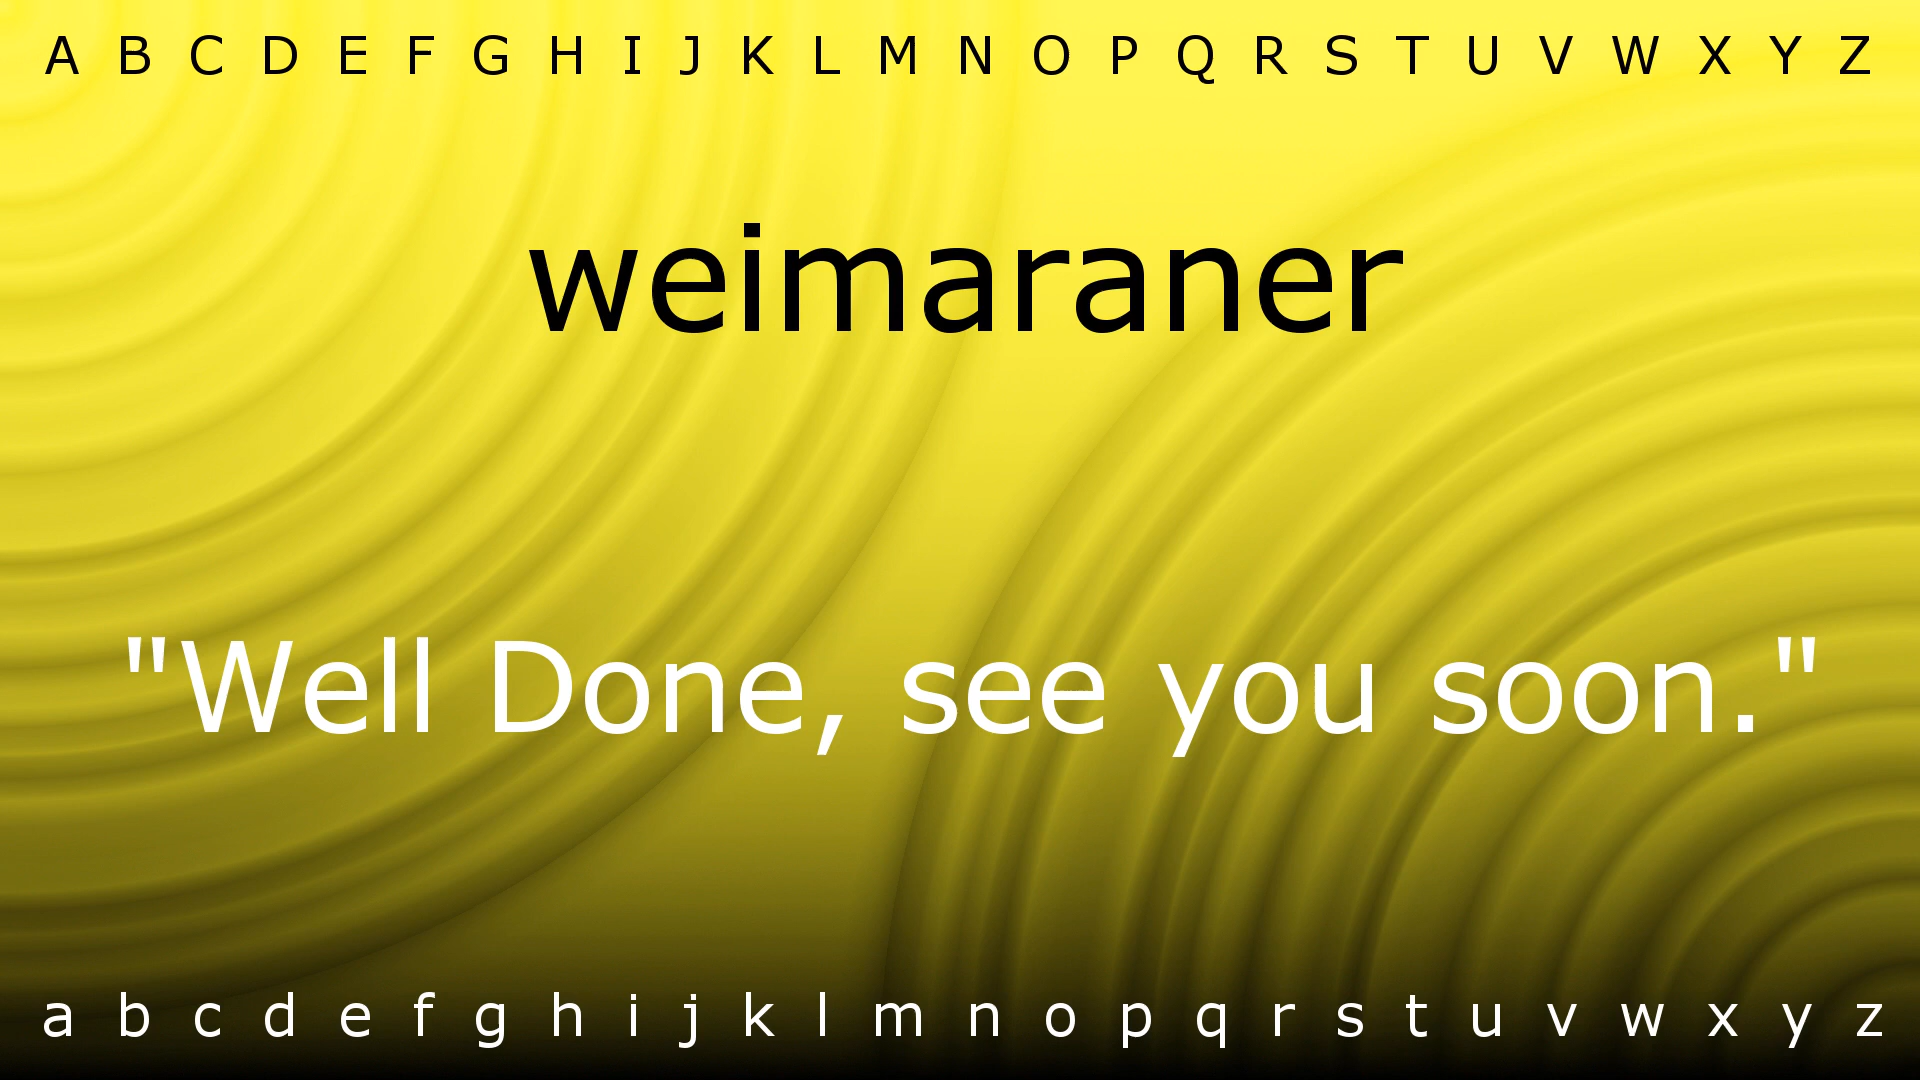 A B C D E F G H I J K L M N O P Q R S T U V W X Y Z
weimaraner
"Well Done, see you soon."
a b c d e f g h i j k l m n o p q r s t u v w x y z